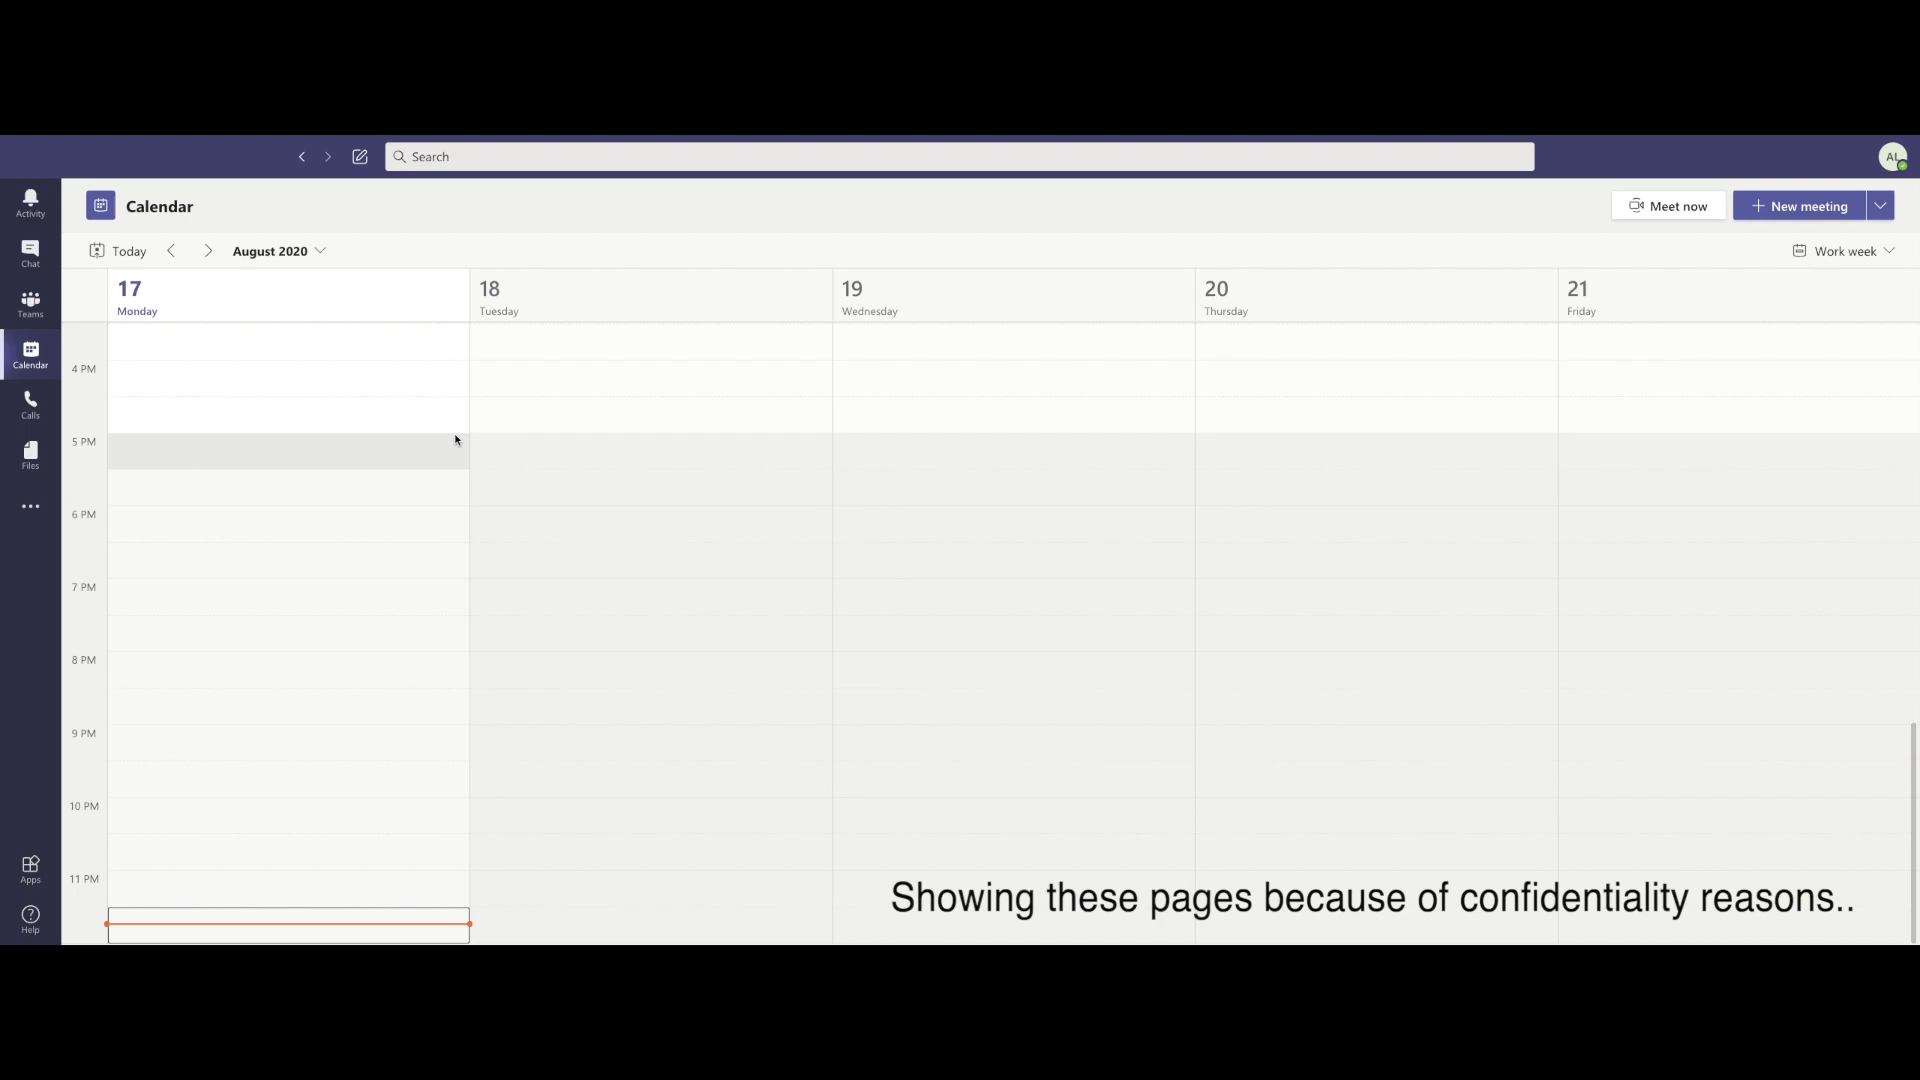 Search
AL
Activity
Calendar
Meet now
New meeting
Chat
Today
August 2020
Work week
Teams
17
18
19
20
21
Monday
Tuesday
Wednesday
Thursday
Friday
Calendar
4 PM
Calls
5 PM
Files
6 PM
7 PM
8 PM
9 PM
10 PM
Apps
11 PM
Showing these pages because of confidentiality reasons..
Help